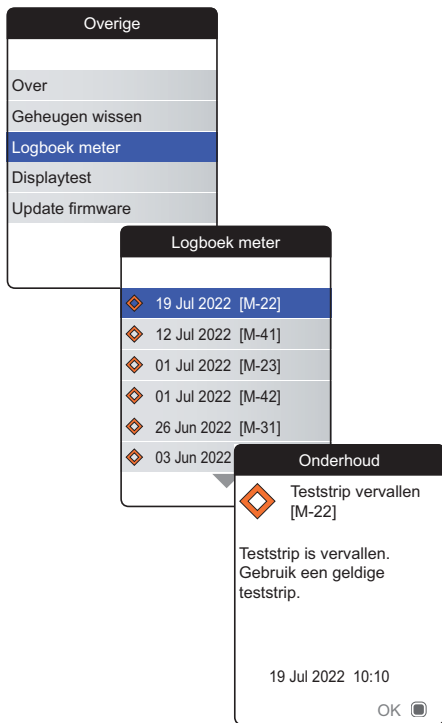 Overige
Over
Geheugen wissen
Logboek meter
Displaytest
Update firmware
Logboek meter
19 Jul 2022 [M-22]
12 Jul 2022 [M-41]
01 Jul 2022 [M-23]
01 Jul 2022 [M-42]
26 Jun 2022 [M-31]
03 Jun 2022
Onderhoud
Teststrip vervallen
[M-22]
Teststrip is vervallen.
Gebruik een geldige
teststrip.
19 Jul 2022 10:10
OK